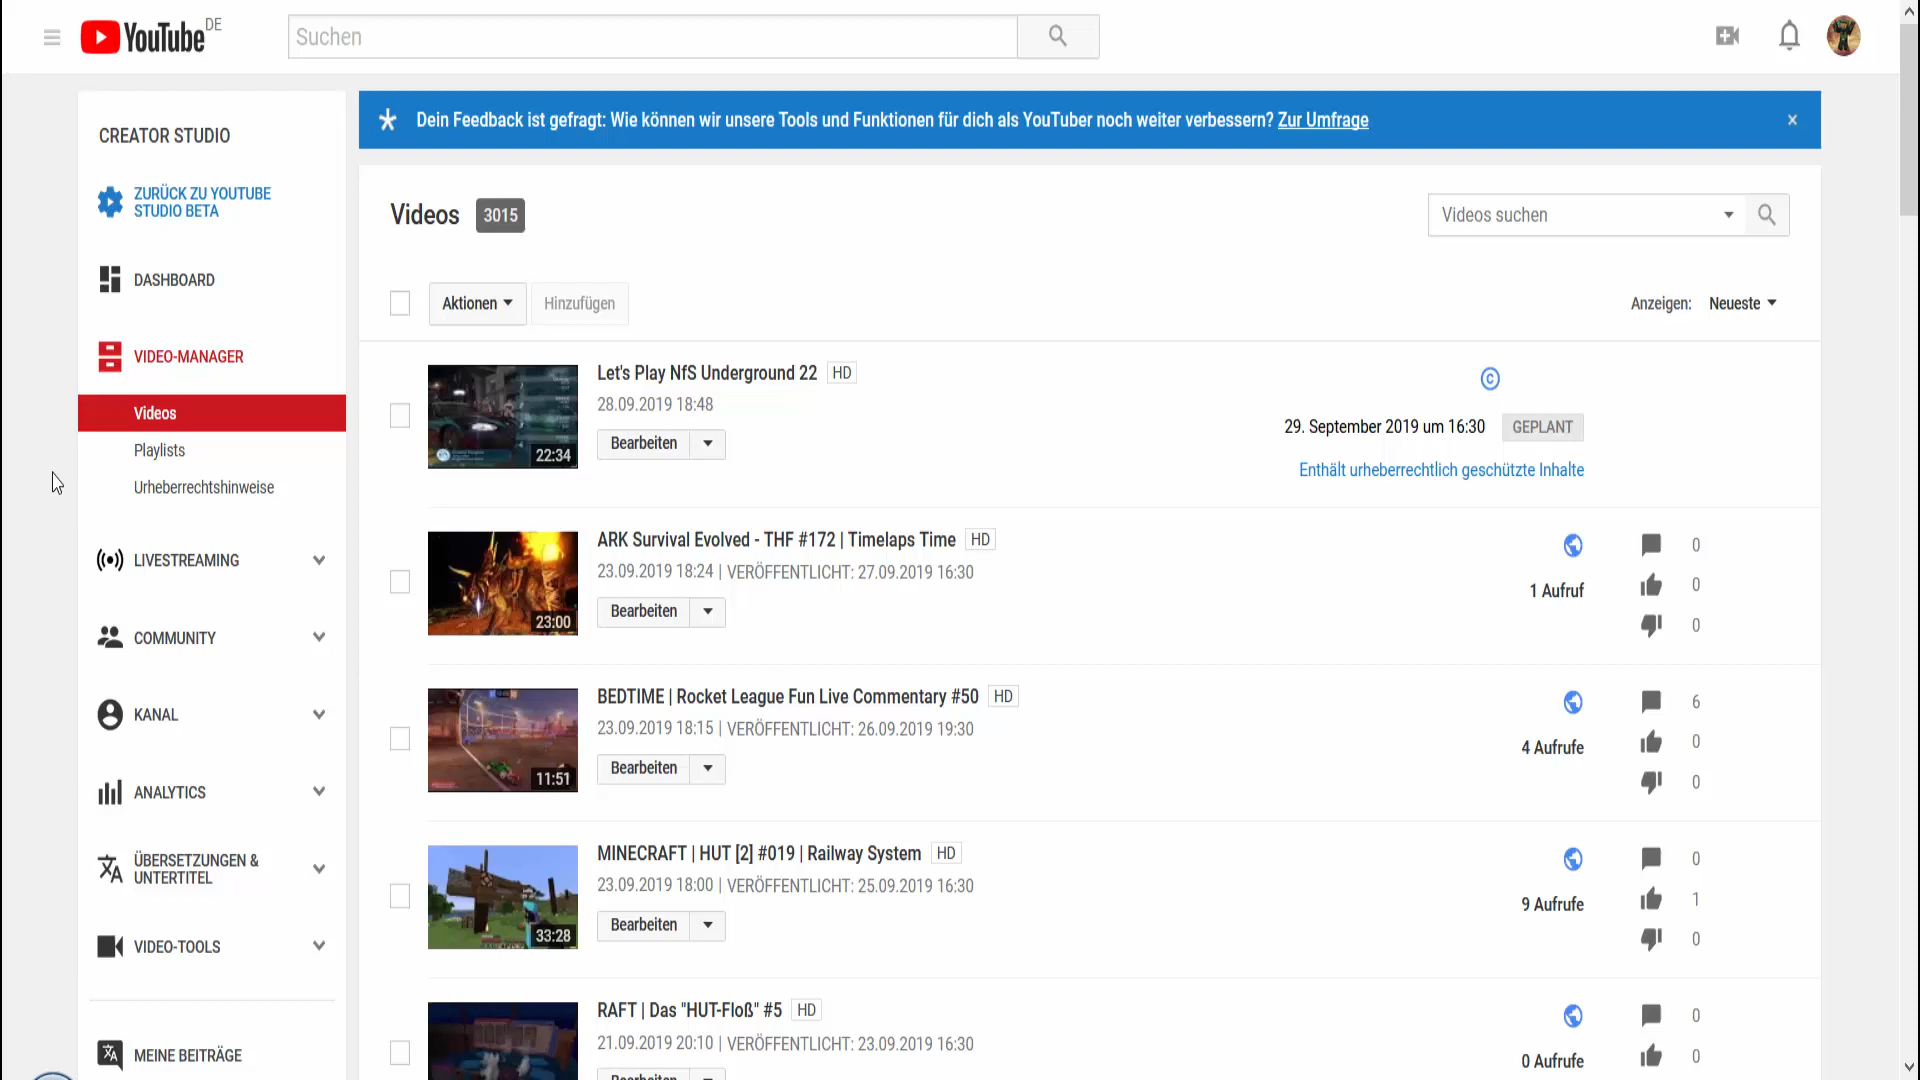 YouTube DE
Suchen
CREATOR STUDIO
ZURÜCK ZU YOUTUBE
STUDIO BETA
DASHBOARD
VIDEO-MANAGER
Videos
Playlists
Urheberrechtshinweise
LIVESTREAMING
COMMUNITY
KANAL
ANALYTICS
ÜBERSETZUNGEN &
UNTERTITEL
VIDEO-TOOLS
MEINE BEITRÄGE
Dein Feedback ist gefragt: Wie können wir unsere Tools und Funktionen für dich als YouTuber noch weiter verbessern? Zur Umfrage
Videos 3015
Videos suchen
Aktionen Hinzufügen
Anzeigen: Neueste
22:34
Let's Play NfS Underground 22 HD
28.09.2019 18:48
Bearbeiten
29. September 2019 um 16:30 GEPLANT
Enthält urheberrechtlich geschützte Inhalte
23:00
ARK Survival Evolved - THF #172 | Timelaps Time HD
23.09.2019 18:24 | VERÖFFENTLICHT: 27.09.2019 16:30
Bearbeiten
1 Aufruf
0
0
0
11:51
BEDTIME | Rocket League Fun Live Commentary #50 HD
23.09.2019 18:15 | VERÖFFENTLICHT: 26.09.2019 19:30
Bearbeiten
4 Aufrufe
6
0
0
33:28
MINECRAFT | HUT [2] #019 | Railway System HD
23.09.2019 18:00 | VERÖFFENTLICHT: 25.09.2019 16:30
Bearbeiten
9 Aufrufe
0
1
0
RAFT | Das "HUT-Floß" #5 HD
21.09.2019 20:10 | VERÖFFENTLICHT: 23.09.2019 16:30
Bearbeiten
0 Aufrufe
0
0